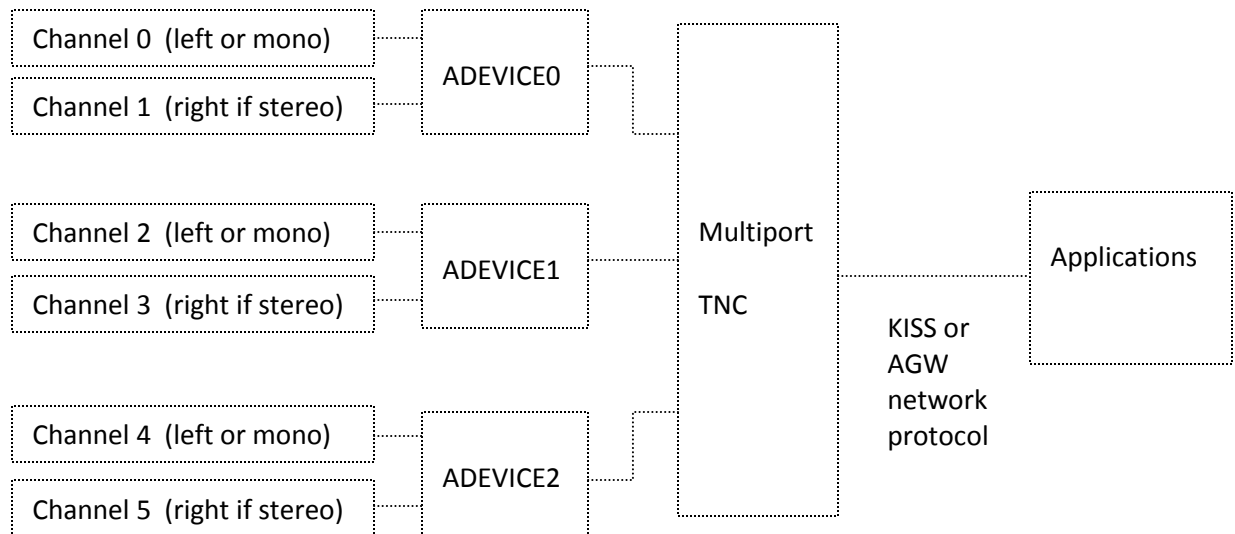 Channel 0  (left or mono)
Channel 1  (right if stereo)
ADEVICE0
Channel 2  (left or mono)
Channel 3  (right if stereo)
ADEVICE1
Channel 4  (left or mono)
Channel 5  (right if stereo)
ADEVICE2
Multiport
TNC
KISS or
AGW
network
protocol
Applications